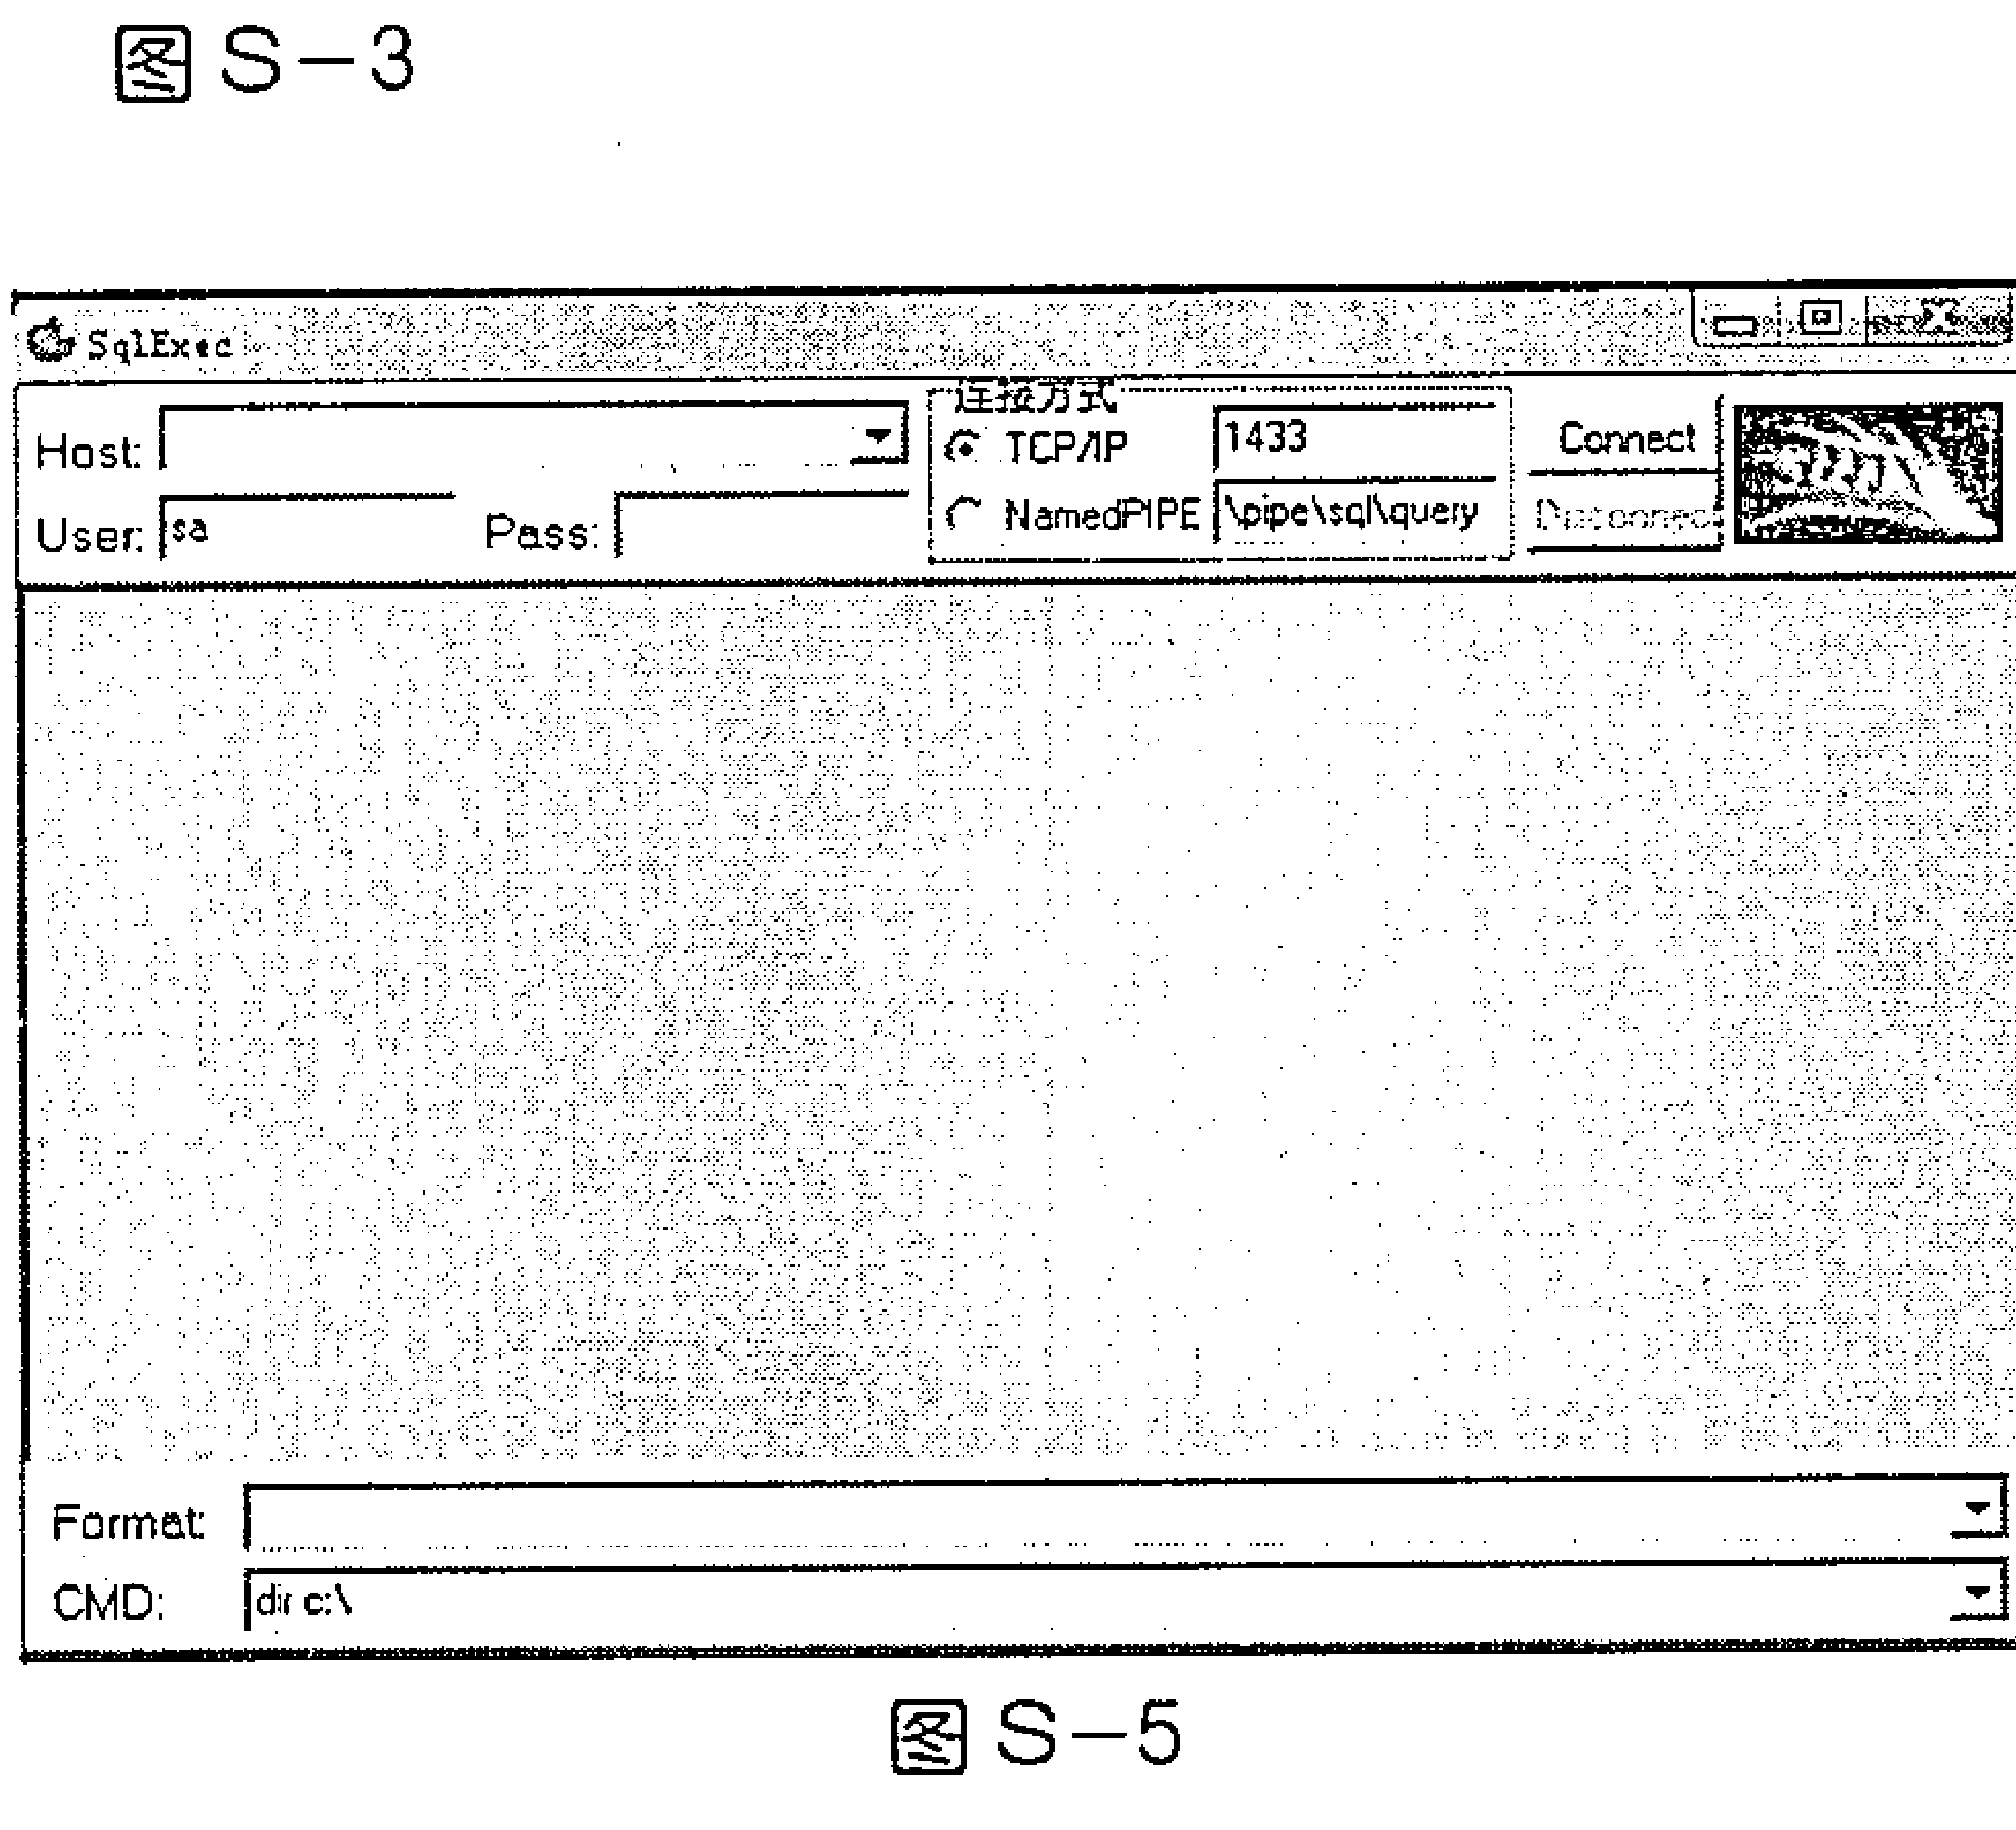 图 S-3
SqlExec
连接方式
Host:
TCP/IP 1433 Connect
User: sa Pass:
NamedPIPE \pipe\sql\query Disconnect
Format:
CMD: dir c:\
图 S-5